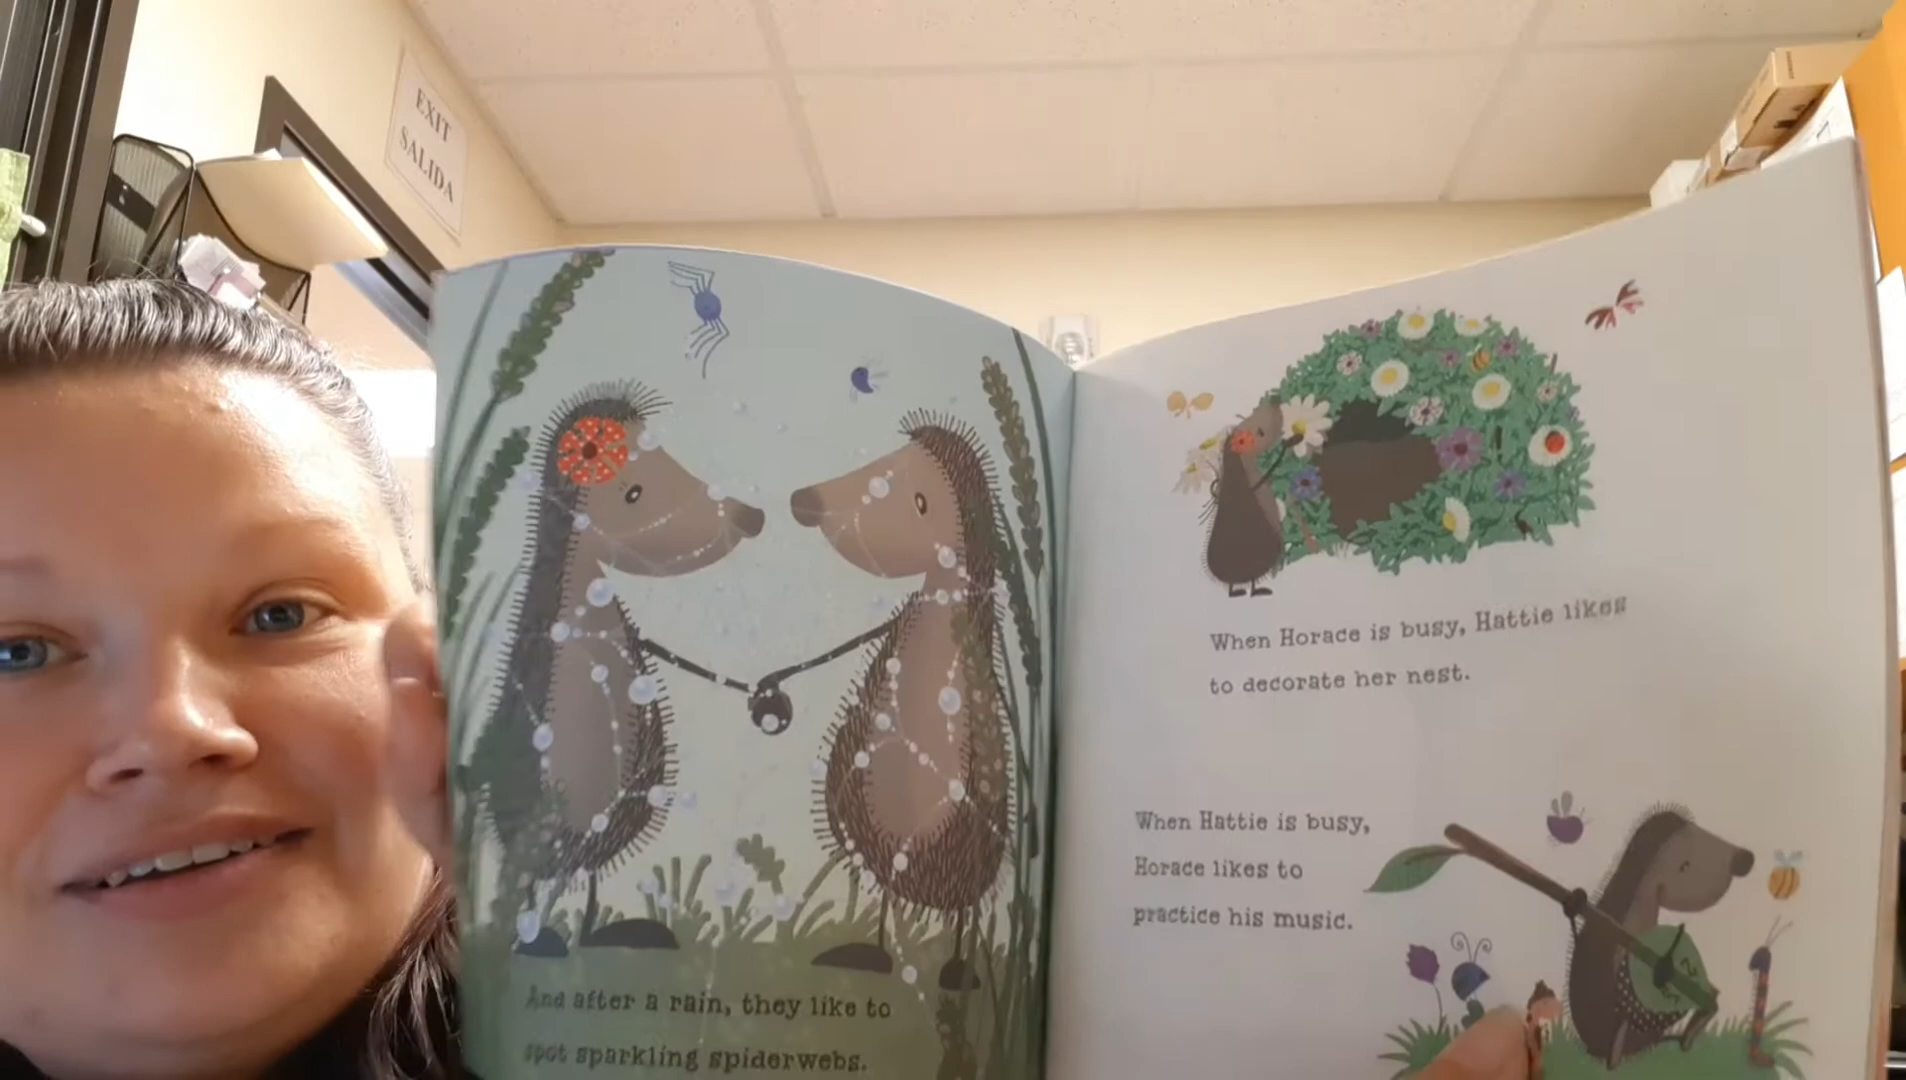 EXIT
SALIDA
And after a rain, they like to
spot sparkling spiderwebs.
When Horace is busy, Hattie likes
to decorate her nest.
When Hattie is busy,
Horace likes to
practice his music.